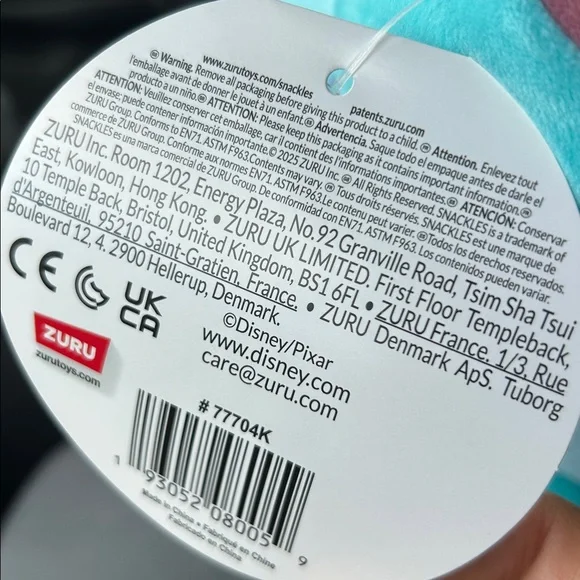 www.zurutoys.com/snackles
patents.zuru.com
Ⓔ Warning. Remove all packaging before giving this product to a child. Ⓔ Attention. Enlevez tout
l'emballage avant de donner le jouet à un enfant. Ⓔ Advertencia. Saque todo el empaque antes de darle el
producto a un niño Ⓔ ATTENTION: Please keep this packaging as it contains important information. Ⓔ
ATTENTION: Veuillez conserver cet emballage, car il contient des informations importantes. Ⓔ ATENCIÓN: Conservar
el envase: puede contener información importante. © 2025 ZURU Inc. Ⓔ All Rights Reserved. SNACKLES is a trademark of
ZURU Group. Conforms to EN71, ASTM F963. Contents may vary. Ⓔ Tous droits réservés. SNACKLES est une marque de
commerce de ZURU Group. Conforme à EN71, ASTM F963. Le contenu peut varier. Ⓔ Todos los derechos reservados.
SNACKLES es una marca comercial de ZURU Group. De conformidad con EN71, ASTM F963. Los contenidos pueden variar.
ZURU Inc. Room 1202, Energy Plaza, No. 92 Granville Road, Tsim Sha Tsui
East, Kowloon, Hong Kong. • ZURU UK LIMITED. First Floor Templeback,
10 Temple Back, Bristol, United Kingdom, BS1 6FL • ZURU France. 1/3, Rue
d'Argenteuil, 95210 Saint-Gratien, France. • ZURU Denmark ApS. Tuborg
Boulevard 12, 4. 2900 Hellerup, Denmark.
©Disney/Pixar
www.disney.com
care@zuru.com
CE
UK
CA
ZURU
zurutoys.com
# 77704K
1 93052 08005 9
Made in China • Fabriqué en Chine
Fabricado en China